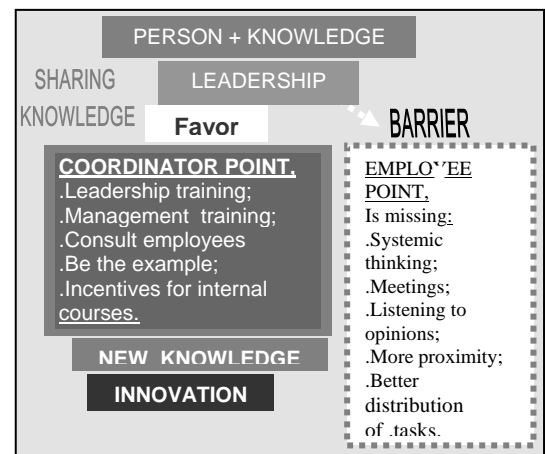 PERSON + KNOWLEDGE
SHARING
KNOWLEDGE
LEADERSHIP
Favor
BARRIER
COORDINATOR POINT,
.Leadership training;
.Management training;
.Consult employees
.Be the example;
.Incentives for internal
courses.
NEW KNOWLEDGE
INNOVATION
EMPLOYEE
POINT,
Is missing:
.Systemic
thinking;
.Meetings;
.Listening to
opinions;
.More proximity;
.Better
distribution
of .tasks.